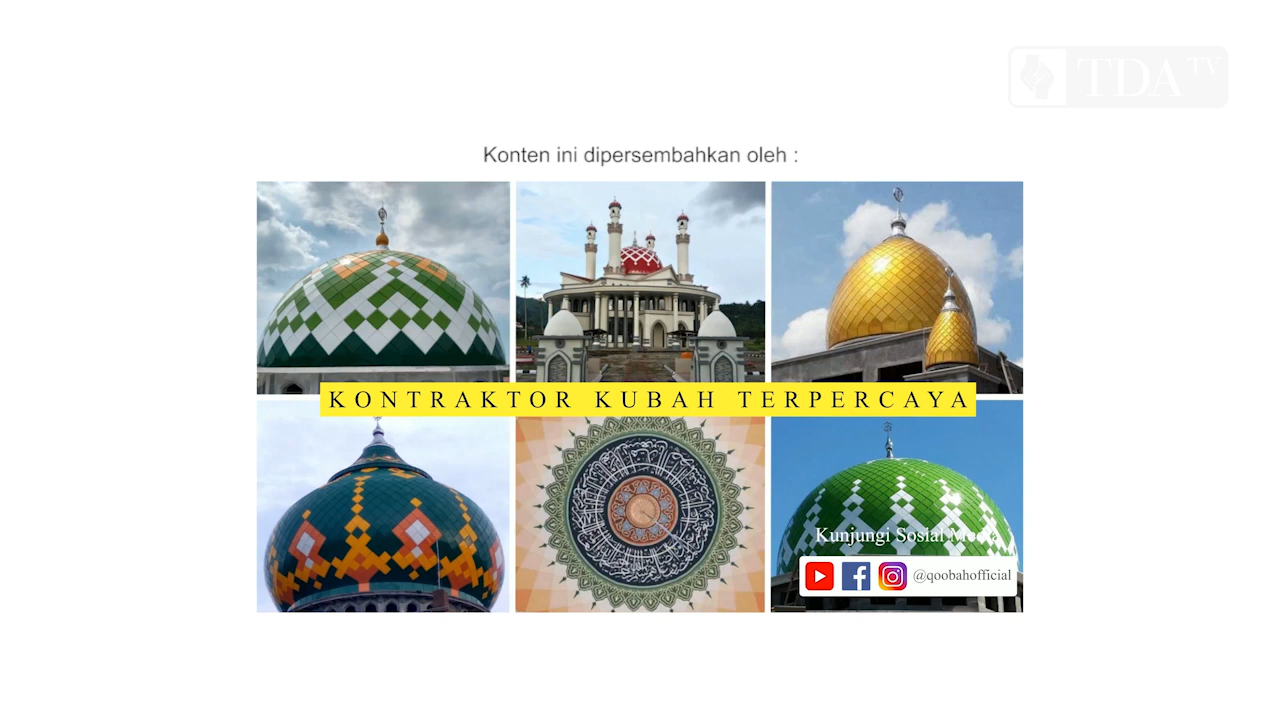 TDA TV
Konten ini dipersembahkan oleh :
KONTRAKTOR KUBAH TERPERCAYA
Kunjungi Sosial Media
@qoobahofficial